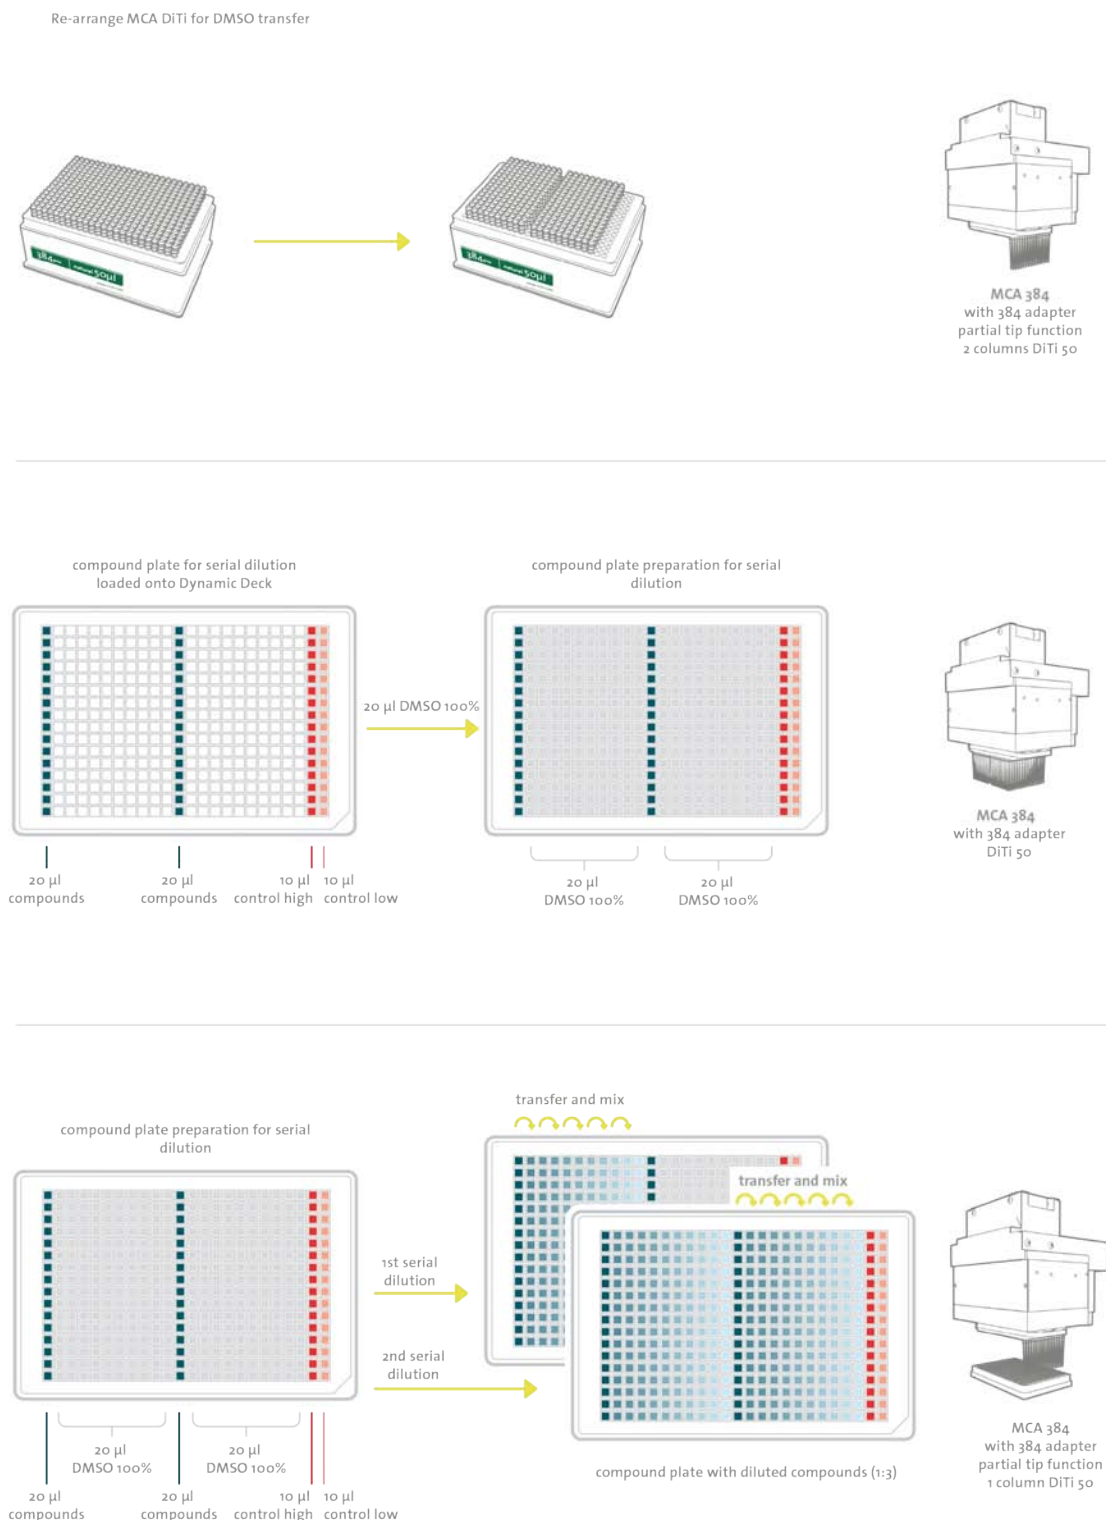 Re-arrange MCA DiTi for DMSO transfer
384 natural 50µl
384 natural 50µl
MCA 384
with 384 adapter
partial tip function
2 columns DiTi 50
compound plate for serial dilution
loaded onto Dynamic Deck
compound plate preparation for serial
dilution
20 µl DMSO 100%
MCA 384
with 384 adapter
DiTi 50
20 µl
compounds
20 µl
compounds
10 µl
control high
10 µl
control low
20 µl
DMSO 100%
20 µl
DMSO 100%
transfer and mix
compound plate preparation for serial
dilution
transfer and mix
1st serial
dilution
2nd serial
dilution
20 µl
DMSO 100%
20 µl
DMSO 100%
20 µl
compounds
20 µl
compounds
10 µl
control high
10 µl
control low
compound plate with diluted compounds (1:3)
MCA 384
with 384 adapter
partial tip function
1 column DiTi 50